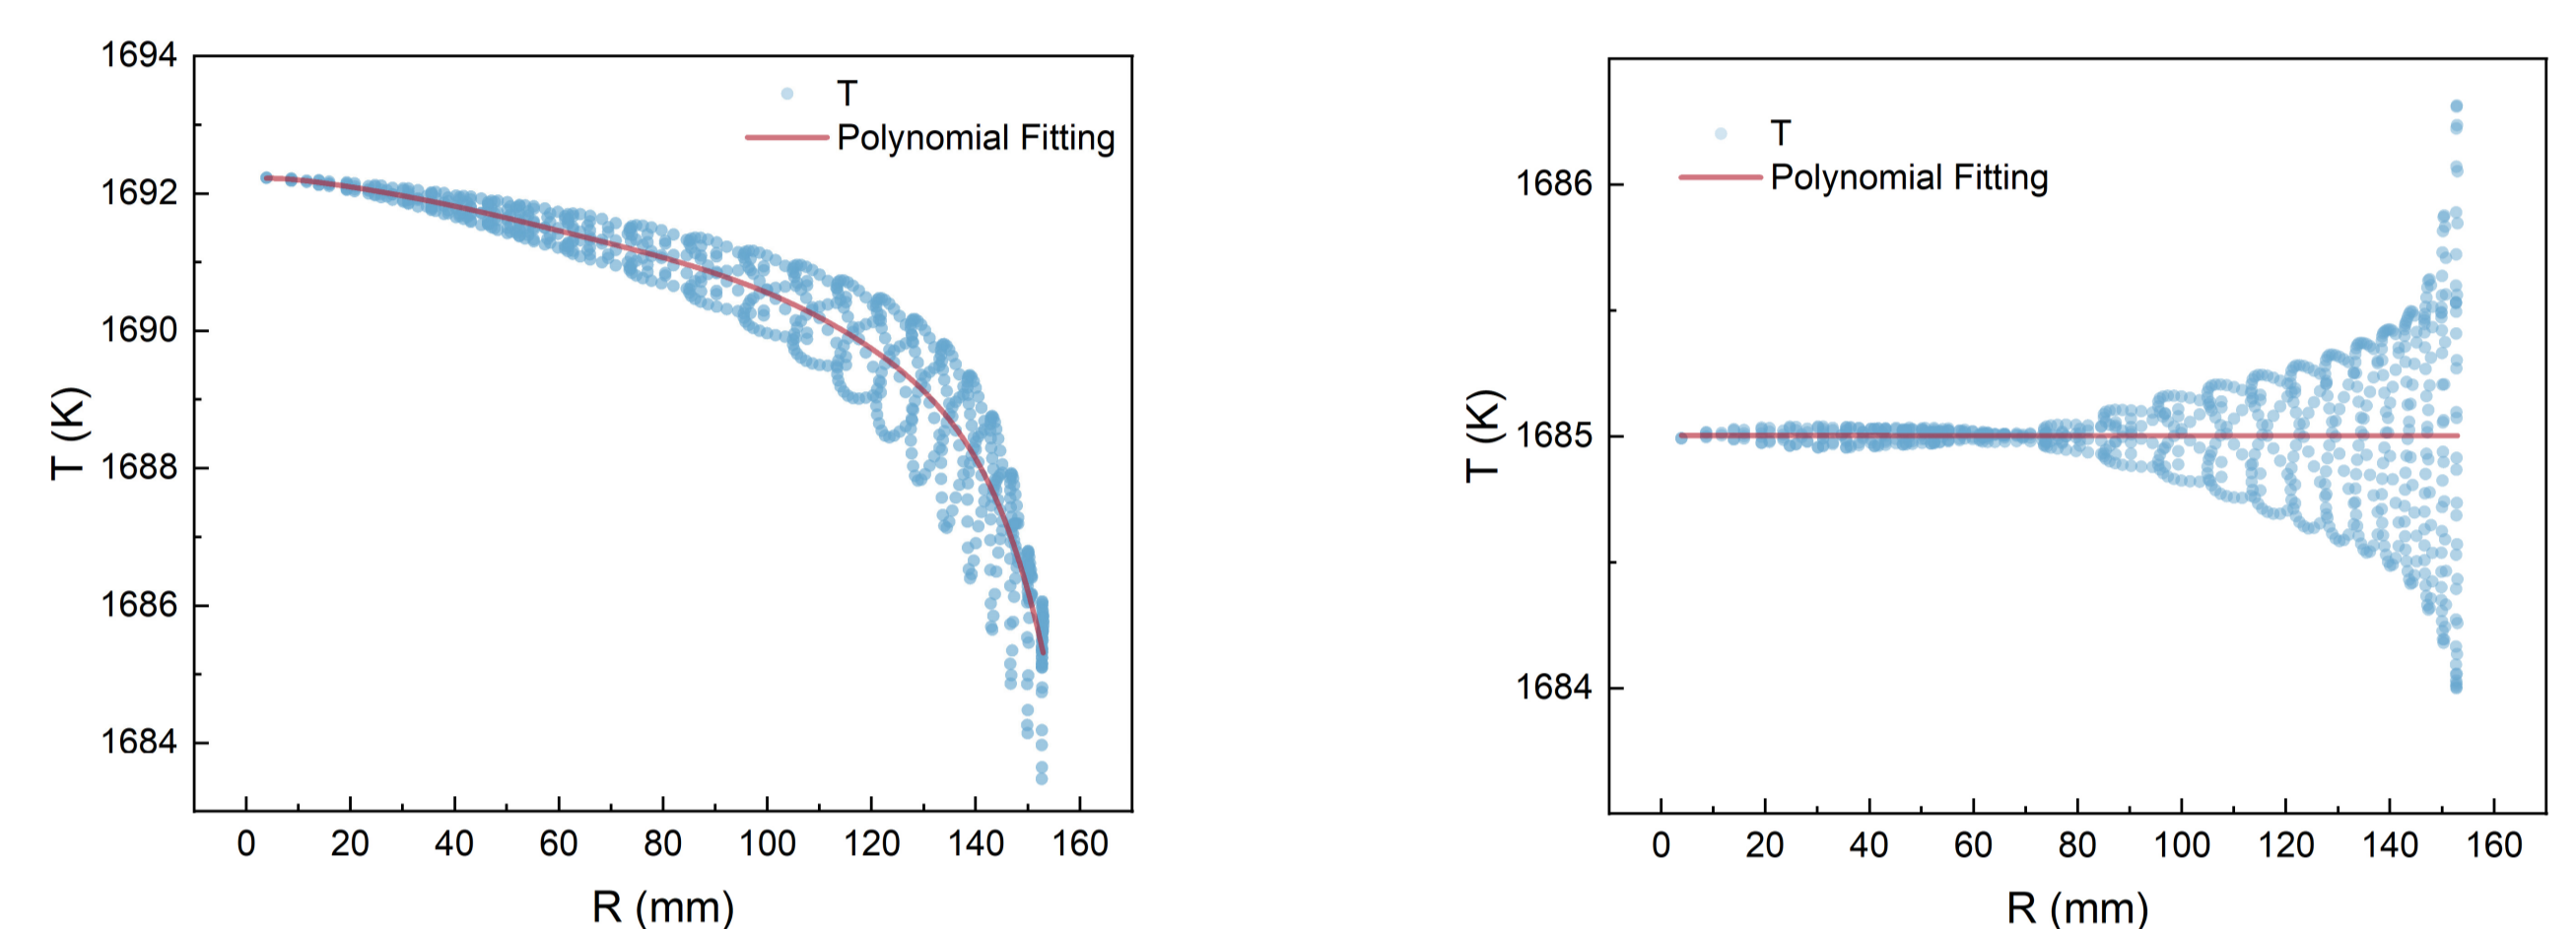 1694
1692
1690
1688
1686
1684
T (K)
T
Polynomial Fitting
0 20 40 60 80 100 120 140 160
R (mm)
1686
1685
1684
T (K)
T
Polynomial Fitting
0 20 40 60 80 100 120 140 160
R (mm)